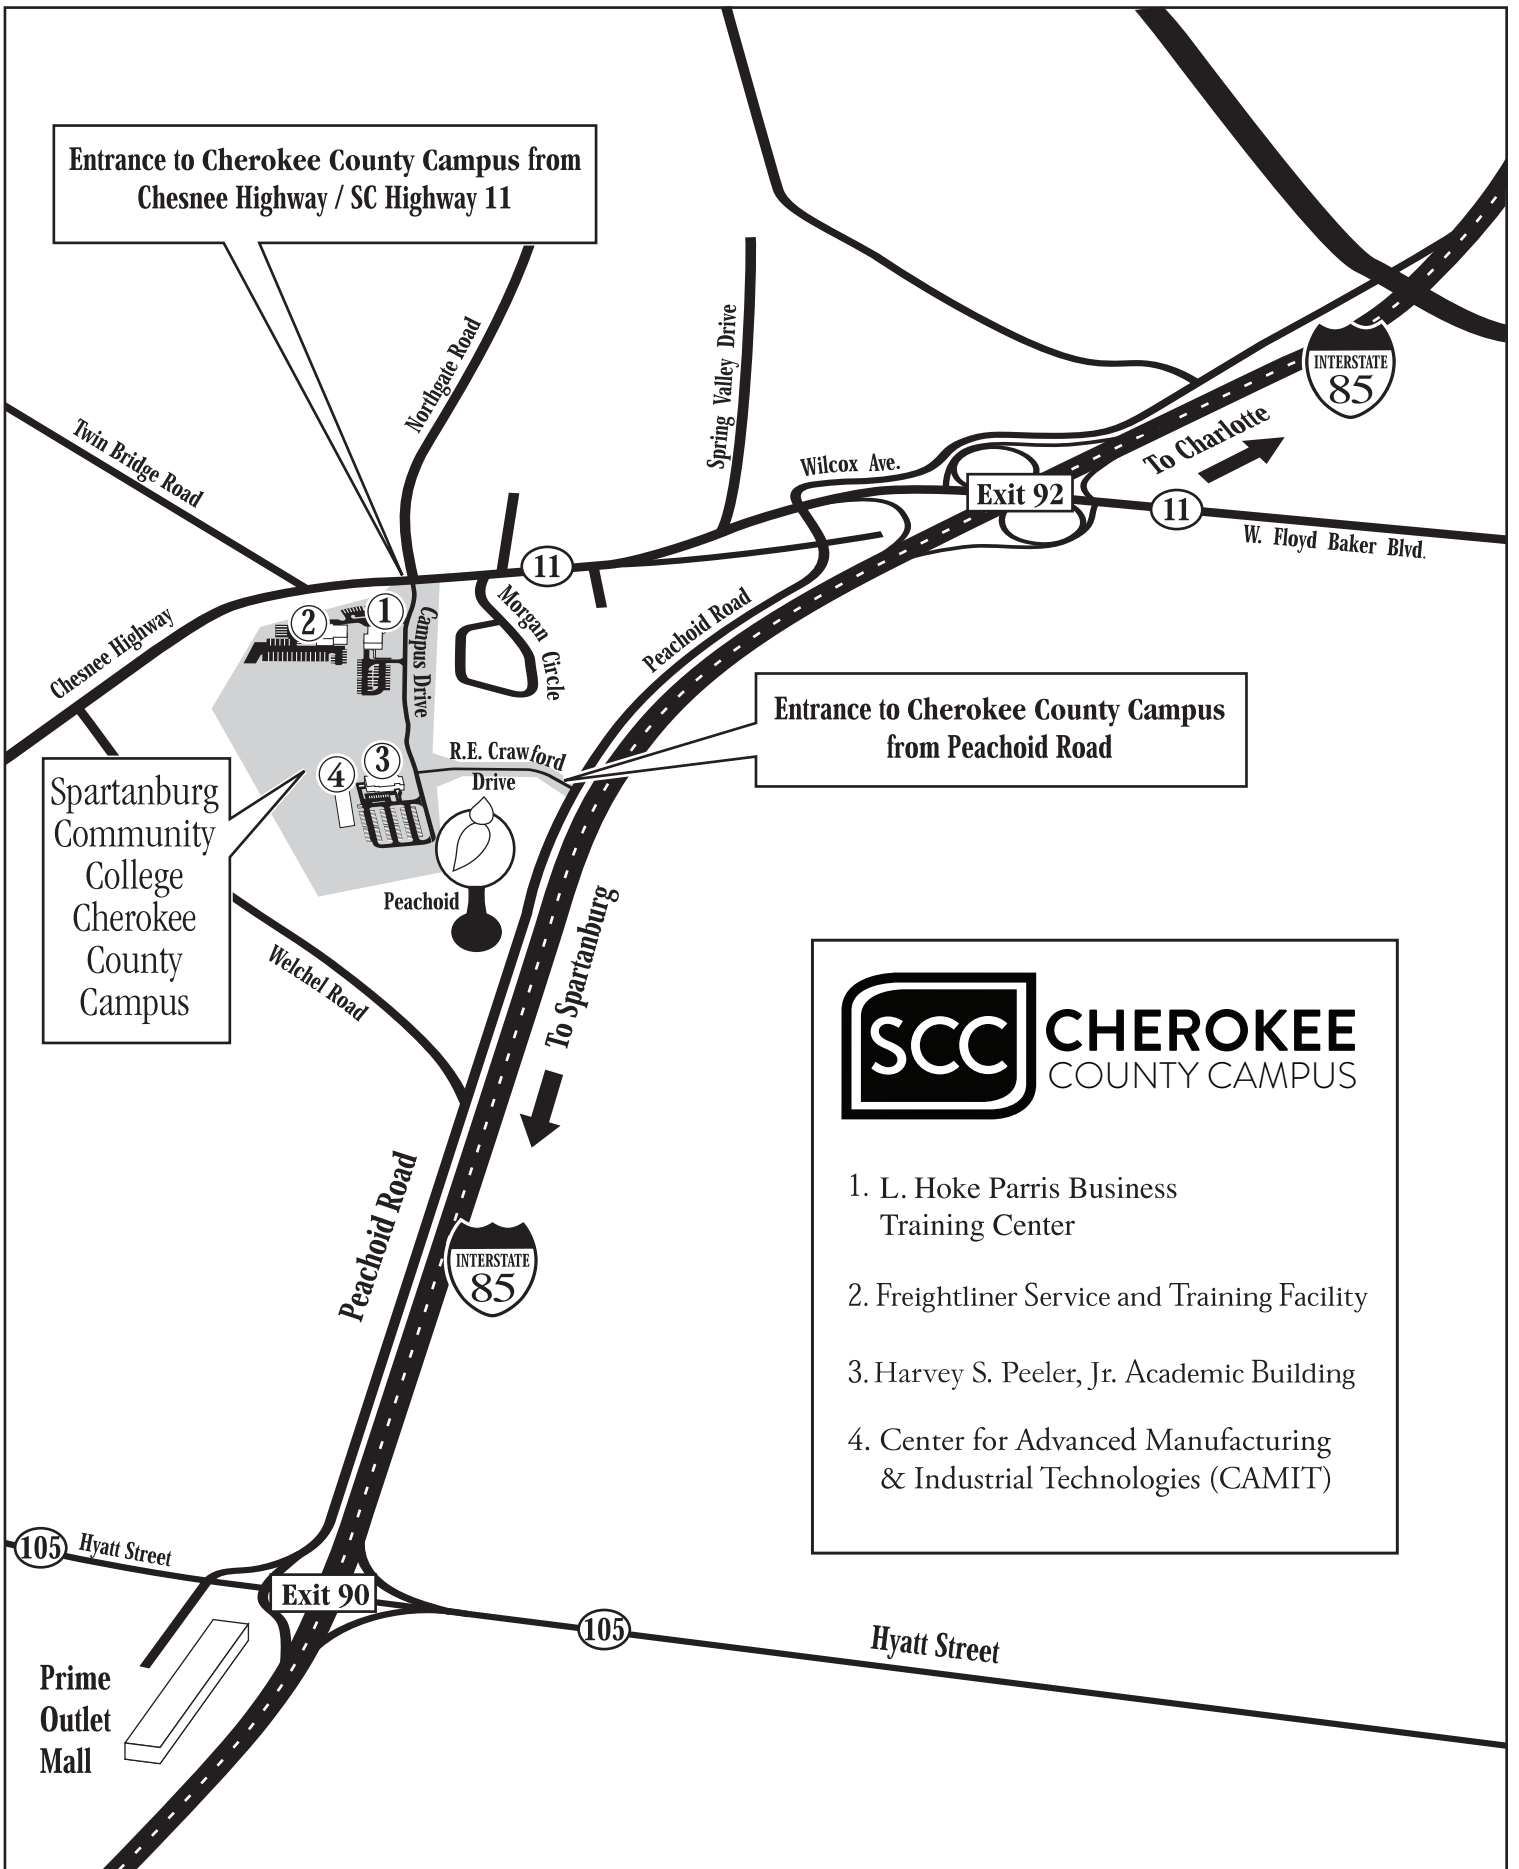 Entrance to Cherokee County Campus from
Chesnee Highway / SC Highway 11
Northgate Road
Spring Valley Drive
INTERSTATE
85
To Charlotte
Twin Bridge Road
Wilcox Ave.
Exit 92
11
W. Floyd Baker Blvd.
11
Chesnee Highway
2
1
Campus Drive
Morgan Circle
Peachoid Road
Entrance to Cherokee County Campus
from Peachoid Road
R.E. Crawford
Drive
3
4
Spartanburg
Community
College
Cherokee
County
Campus
Peachoid
Welchel Road
To Spartanburg
SCC
CHEROKEE
COUNTY CAMPUS
1. L. Hoke Parris Business
Training Center
2. Freightliner Service and Training Facility
3. Harvey S. Peeler, Jr. Academic Building
4. Center for Advanced Manufacturing
& Industrial Technologies (CAMIT)
Peachoid Road
INTERSTATE
85
105
Hyatt Street
Exit 90
105
Hyatt Street
Prime
Outlet
Mall